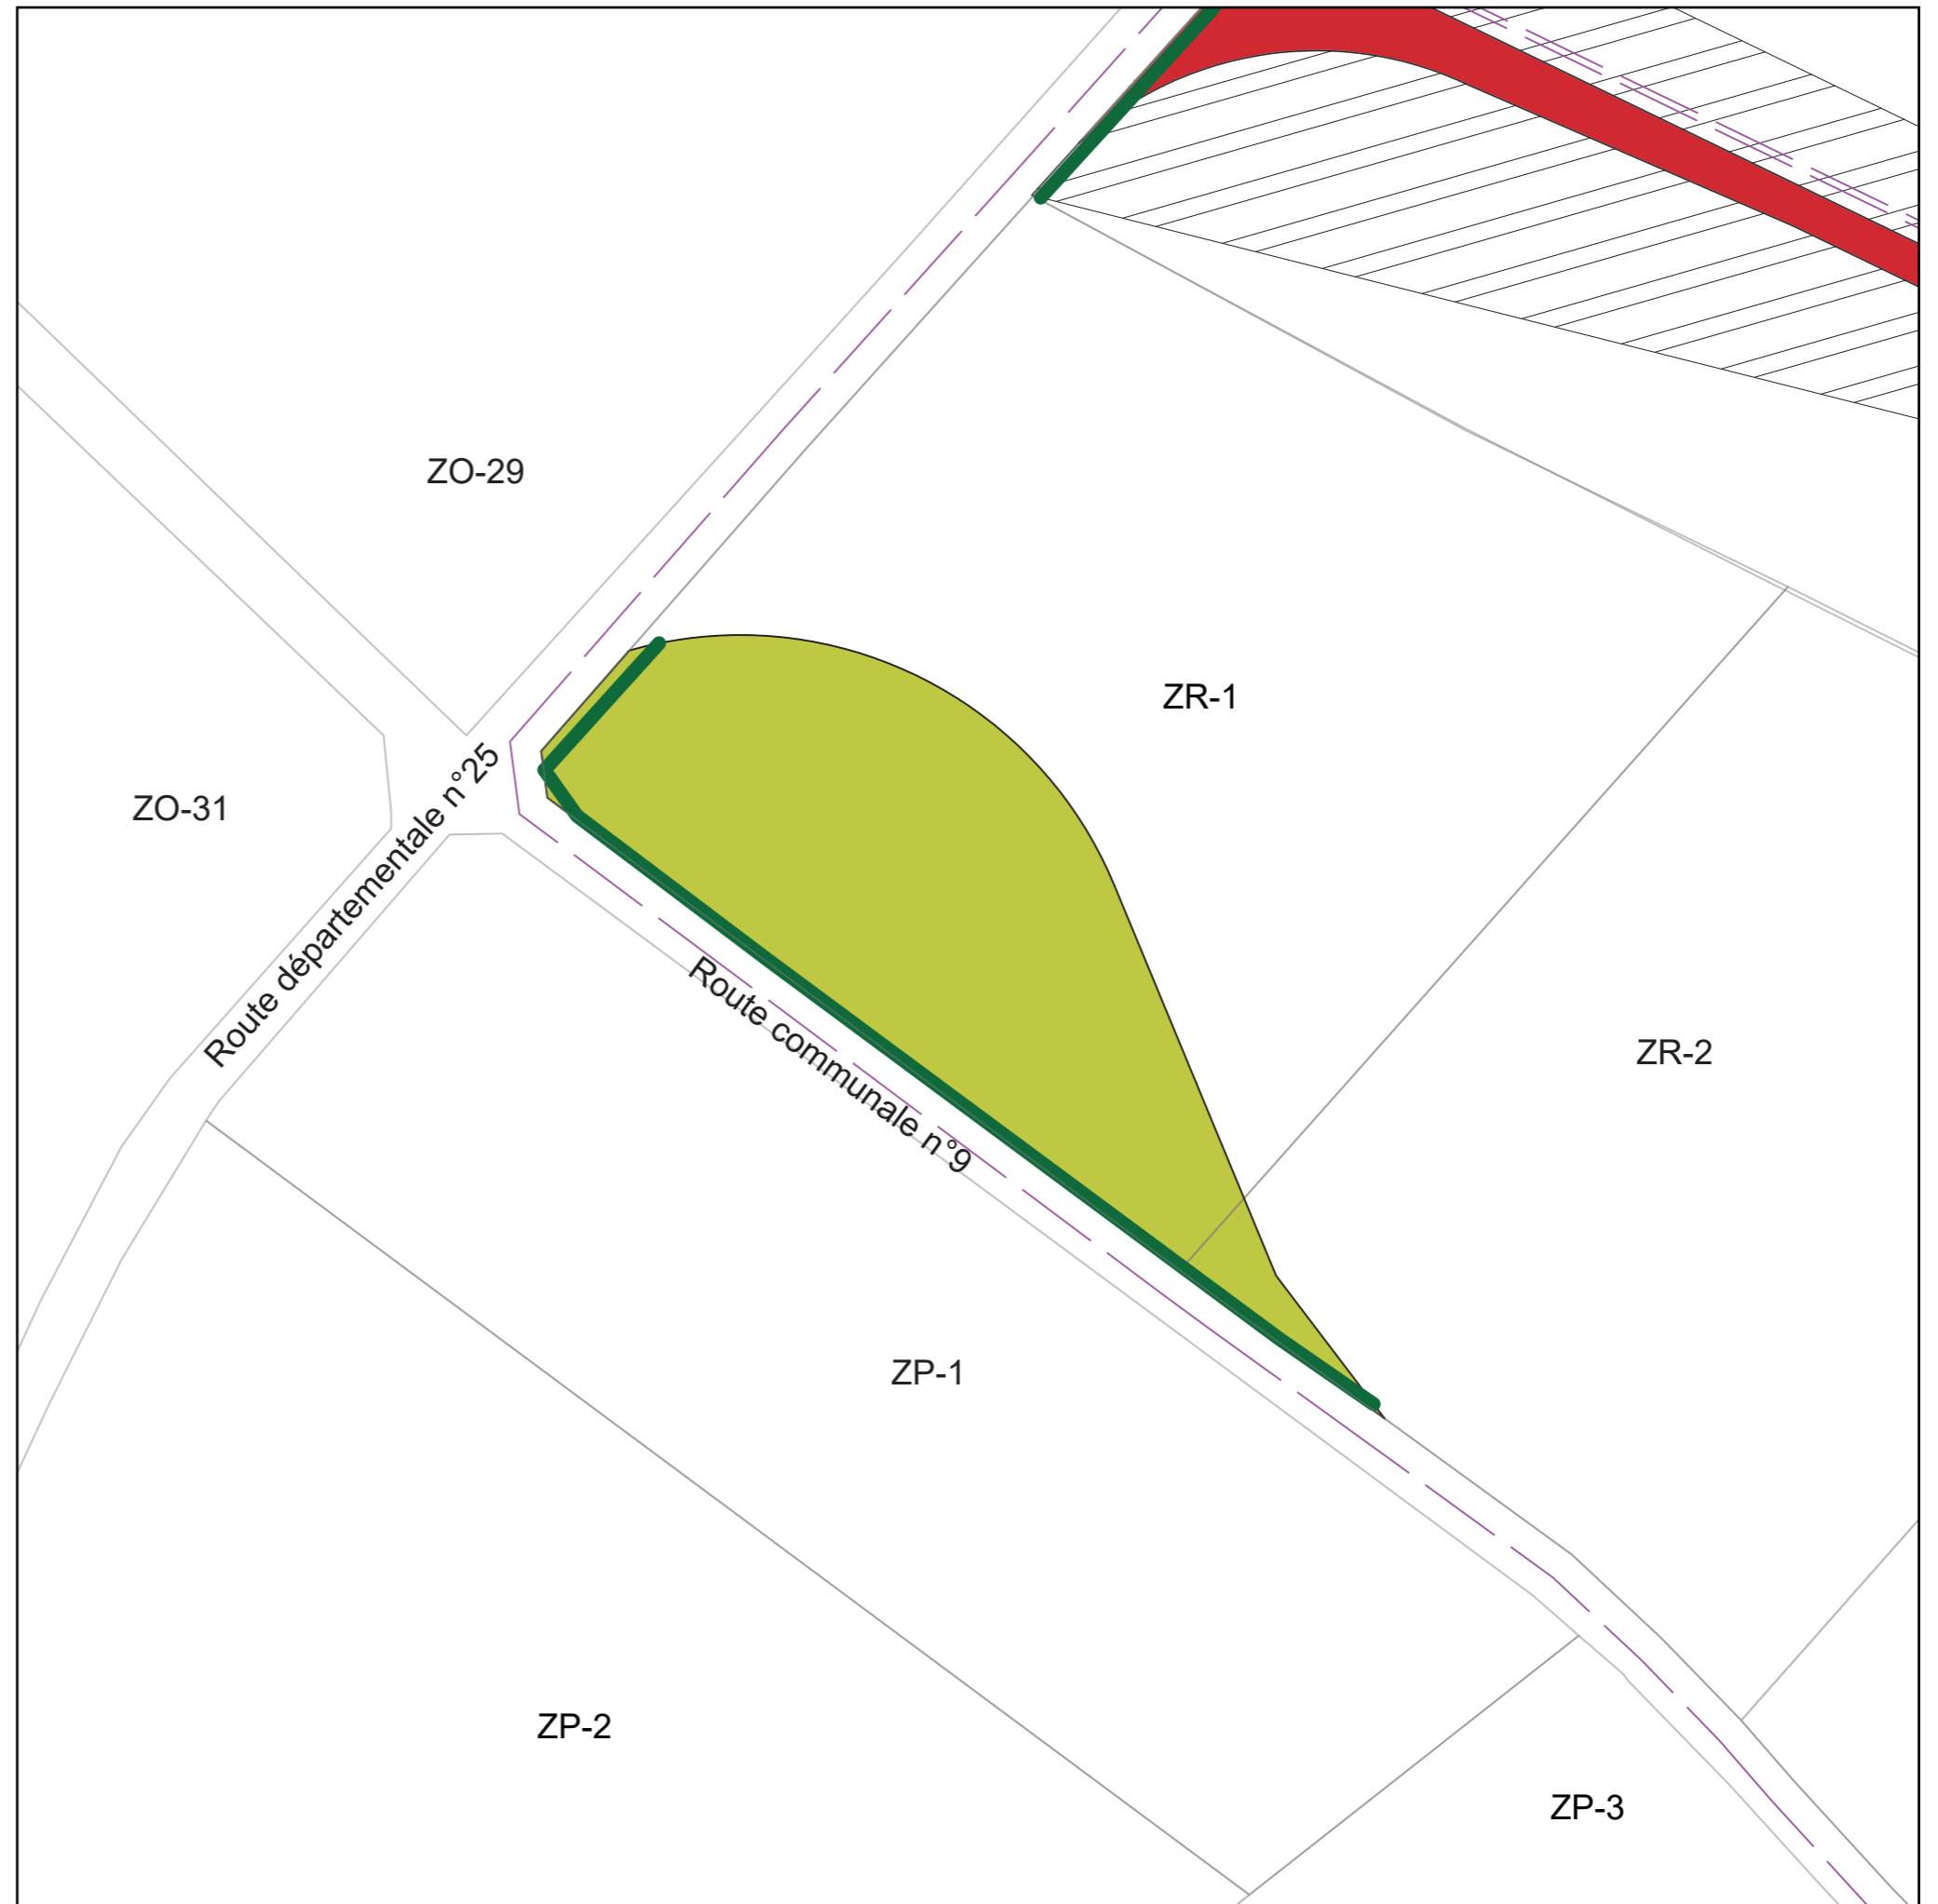 ZO-29
ZR-1
ZO-31
Route départementale n°25
Route communale n°9
ZR-2
ZP-1
ZP-2
ZP-3